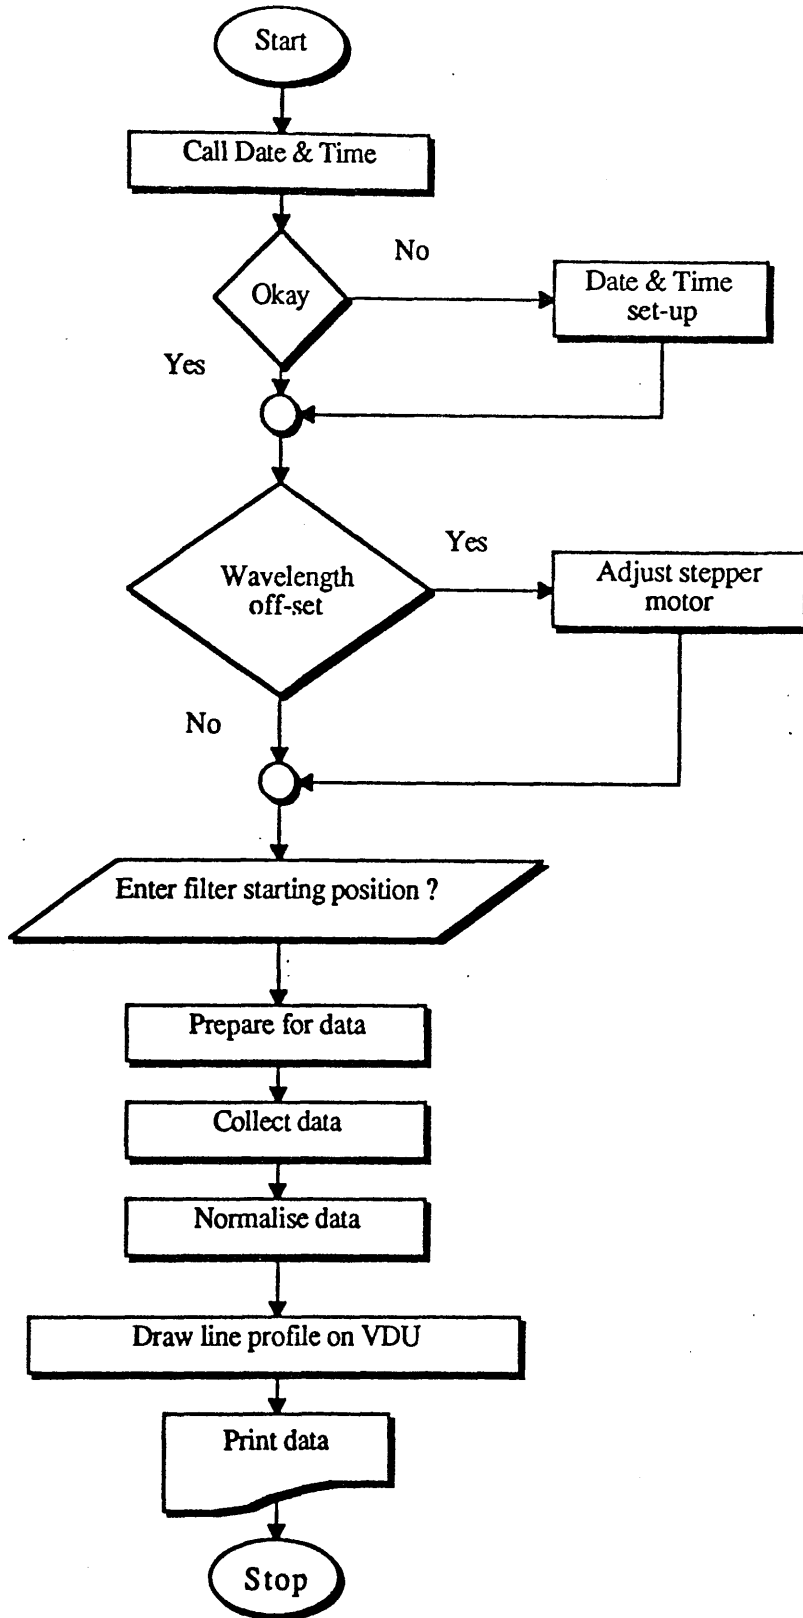 Start
Call Date & Time
Okay
No
Date & Time
set-up
Yes
Wavelength
off-set
Yes
Adjust stepper
motor
No
Enter filter starting position ?
Prepare for data
Collect data
Normalise data
Draw line profile on VDU
Print data
Stop